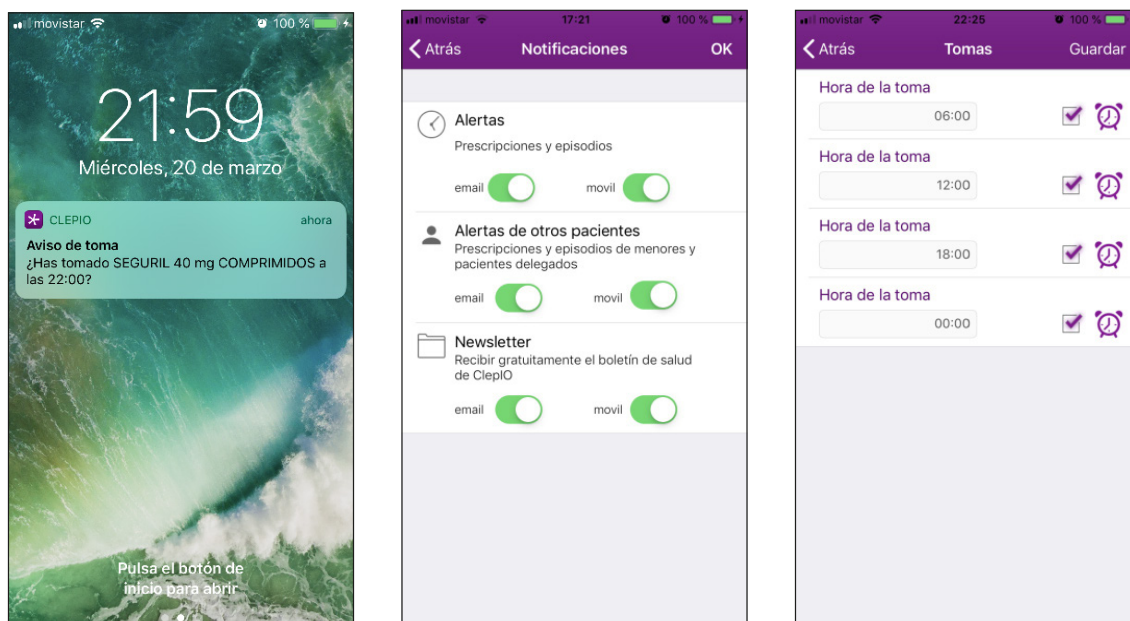 movistar 100 %
21:59
Miércoles, 20 de marzo
CLEPIO ahora
Aviso de toma
¿Has tomado SEGURIL 40 mg COMPRIMIDOS a
las 22:00?
Pulsa el botón de
inicio para abrir
movistar 17:21 100 %
Atrás Notificaciones OK
Alertas
Prescripciones y episodios
email movil
Alertas de otros pacientes
Prescripciones y episodios de menores y
pacientes delegados
email movil
Newsletter
Recibir gratuitamente el boletín de salud
de ClepIO
email movil
movistar 22:25 100 %
Atrás Tomas Guardar
Hora de la toma
06:00
Hora de la toma
12:00
Hora de la toma
18:00
Hora de la toma
00:00